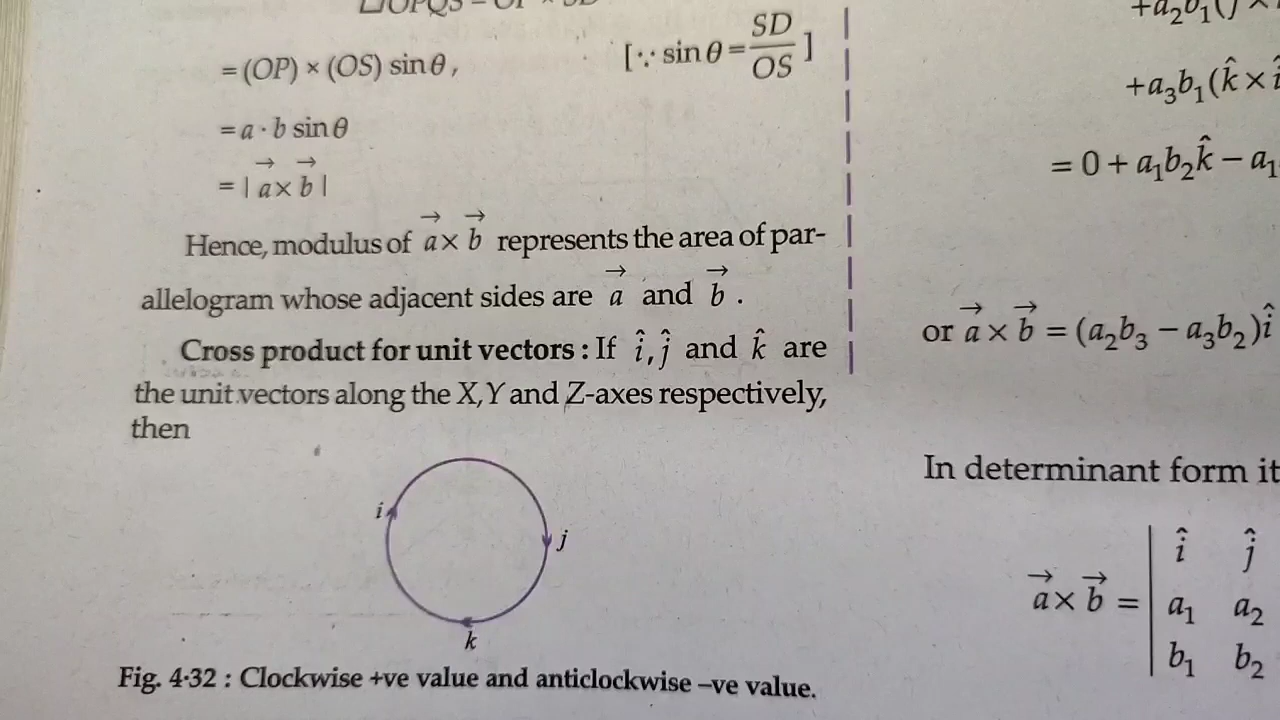 = (OP) × (OS) sin θ, [∵ sin θ = SD/OS]
= a · b sin θ
= | a⃗ × b⃗ |
Hence, modulus of a⃗ × b⃗ represents the area of par-
allelogram whose adjacent sides are a⃗ and b⃗ .
Cross product for unit vectors : If î, ĵ and k̂ are
the unit vectors along the X, Y and Z-axes respectively,
then
i
j
k
Fig. 4·32 : Clockwise +ve value and anticlockwise –ve value.
+a₃b₁(k̂ × î
= 0 + a₁b₂k̂ – a₁
or a⃗ × b⃗ = (a₂b₃ – a₃b₂)î
In determinant form it
a⃗ × b⃗ = | î ĵ
a₁ a₂
b₁ b₂